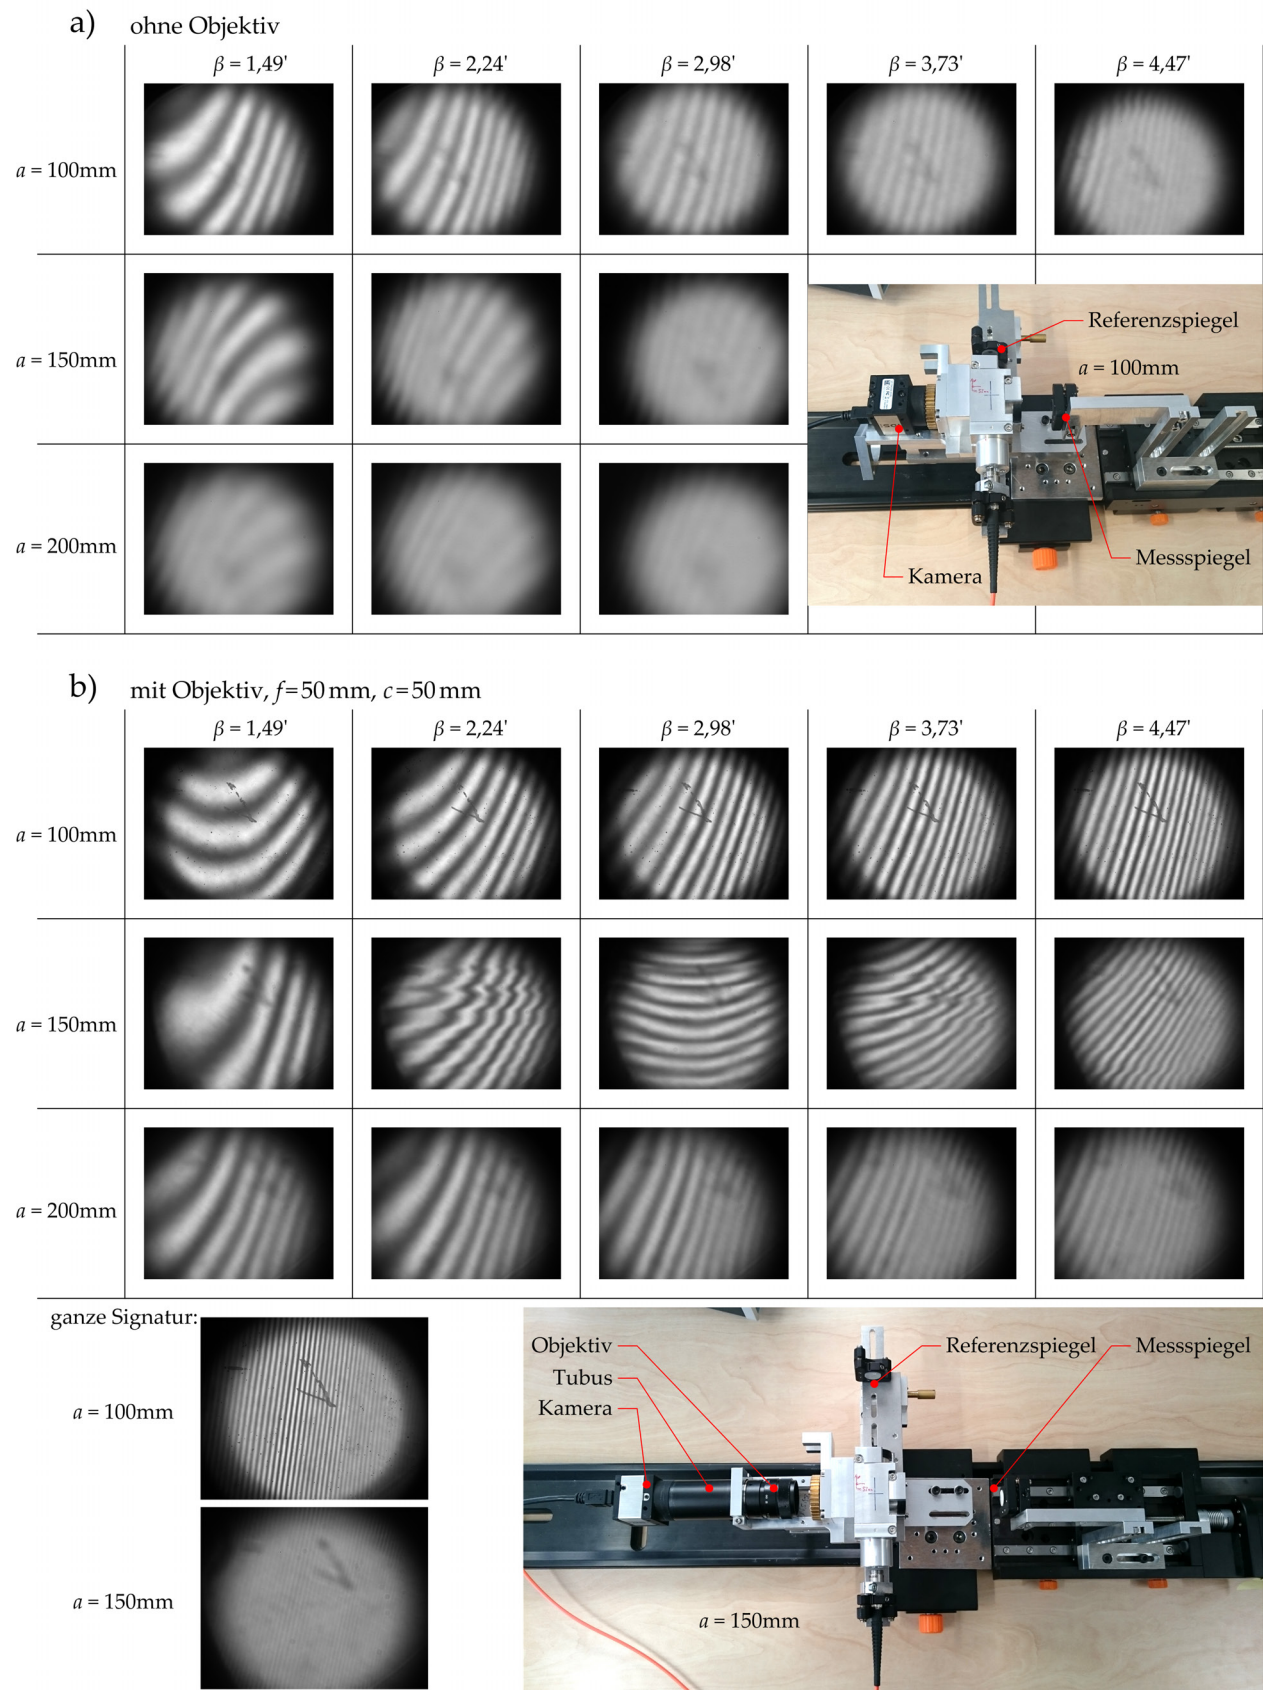 a) ohne Objektiv
β = 1,49' β = 2,24' β = 2,98' β = 3,73' β = 4,47'
a = 100mm
a = 150mm
Referenzspiegel
a = 100mm
a = 200mm
Messspiegel
Kamera
b) mit Objektiv, f = 50 mm, c = 50 mm
β = 1,49' β = 2,24' β = 2,98' β = 3,73' β = 4,47'
a = 100mm
a = 150mm
a = 200mm
ganze Signatur:
a = 100mm
a = 150mm
Objektiv
Tubus
Kamera
Referenzspiegel
Messspiegel
a = 150mm